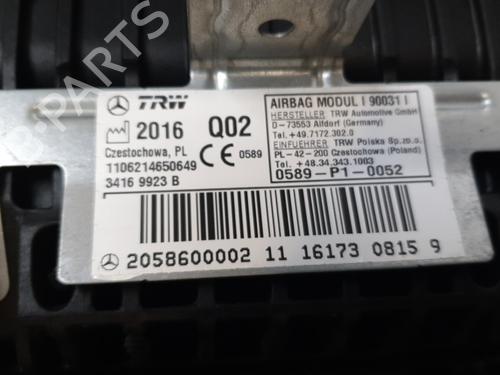 PARTS
TRW
2016 Q02
Czestochowa, PL
CE 0589
1106214650649
3416 9923 B
AIRBAG MODUL | 90031 |
HERSTELLER TRW Automotive GmbH
D-73553 Alfdorf (Germany)
Tel. +49.7172.302.0
EINFUEHRER TRW Polska Sp.zo.
PL-42-200 Czestochowa (Poland)
Tel. +48.34.343.1003
0589-P1-0052
2058600002 11 16173 0815 9